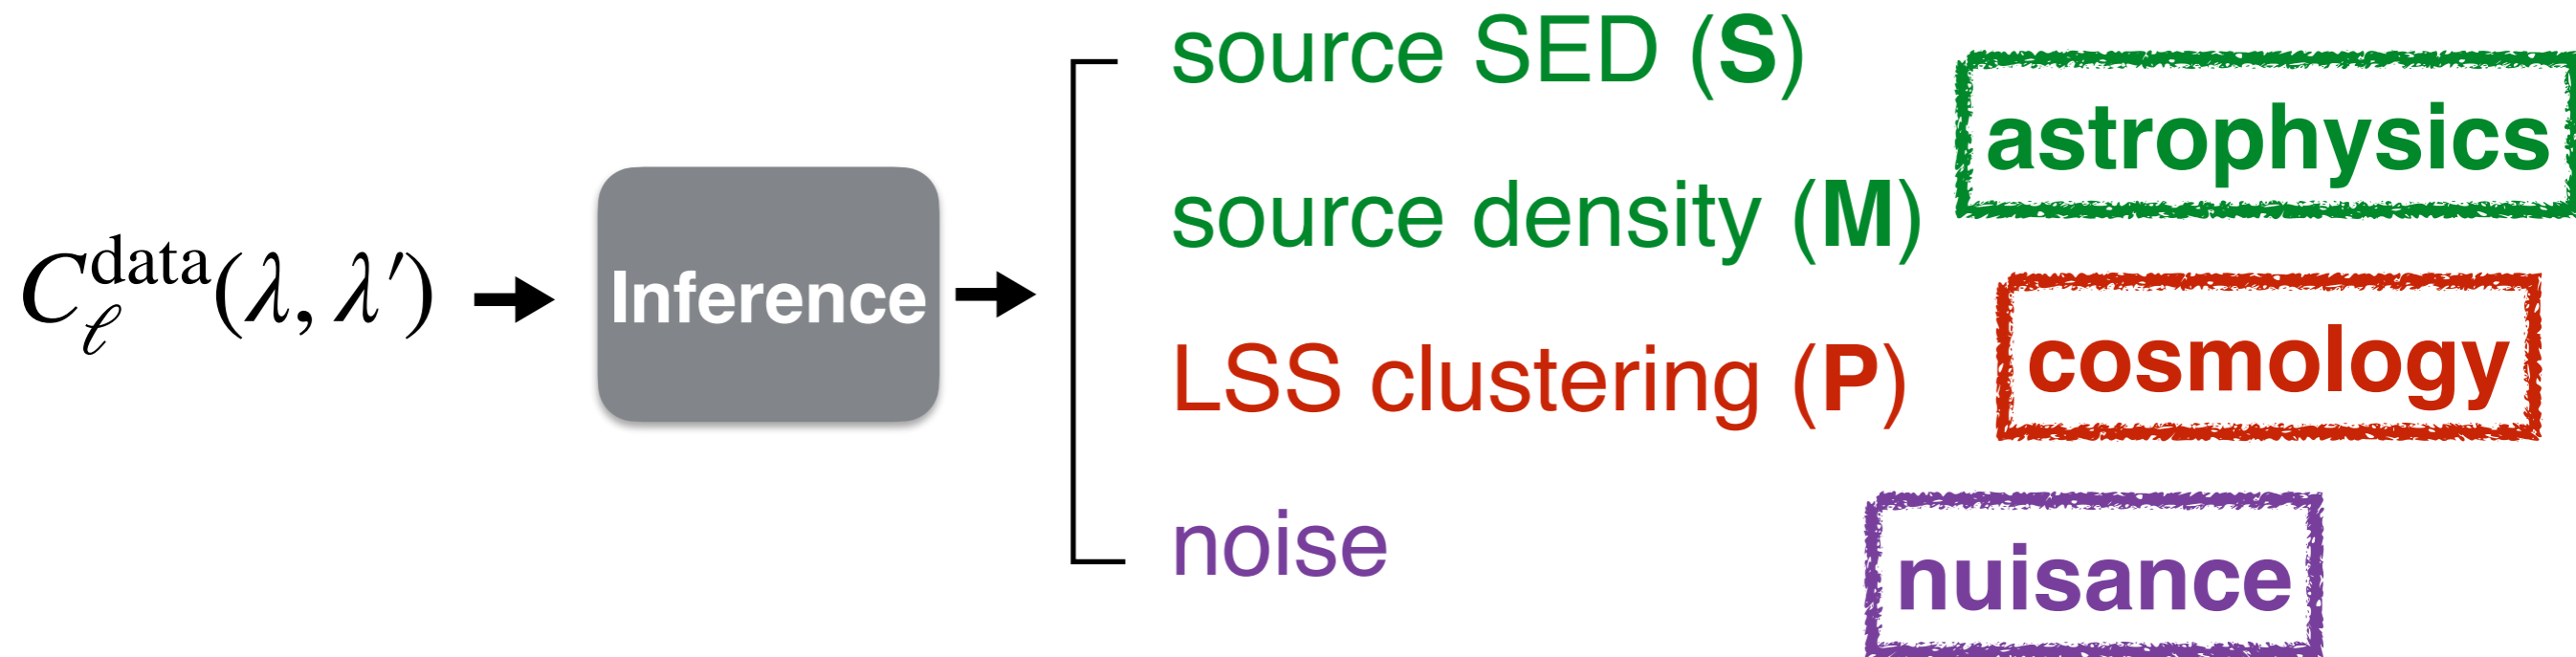 source SED (S)
astrophysics
source density (M)
C_ℓ^data(λ, λ′)
Inference
LSS clustering (P)
cosmology
noise
nuisance